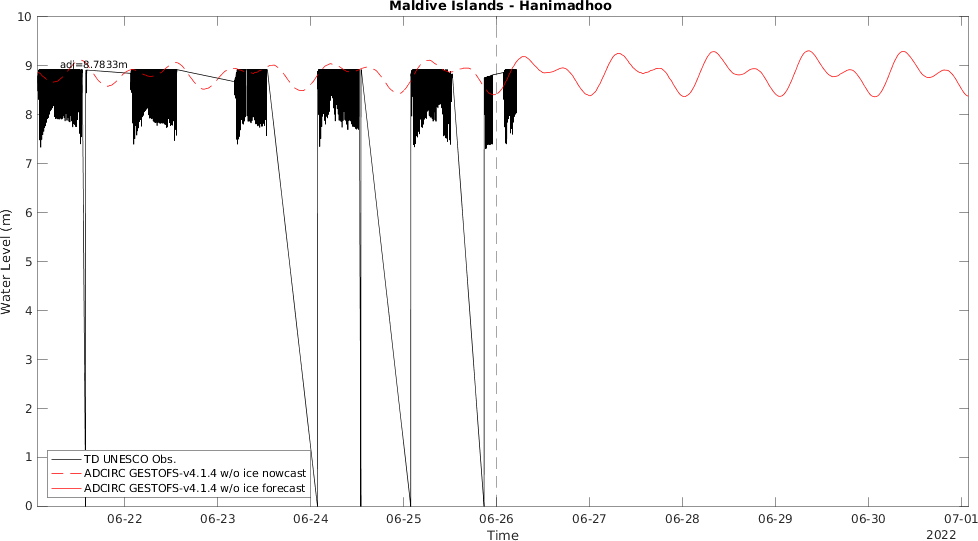 Maldive Islands - Hanimadhoo
10
9
8
7
6
5
4
3
2
1
0
Water Level (m)
adj=8.7833m
TD UNESCO Obs.
ADCIRC GESTOFS-v4.1.4 w/o ice nowcast
ADCIRC GESTOFS-v4.1.4 w/o ice forecast
06-22 06-23 06-24 06-25 06-26 06-27 06-28 06-29 06-30 07-01
Time
2022